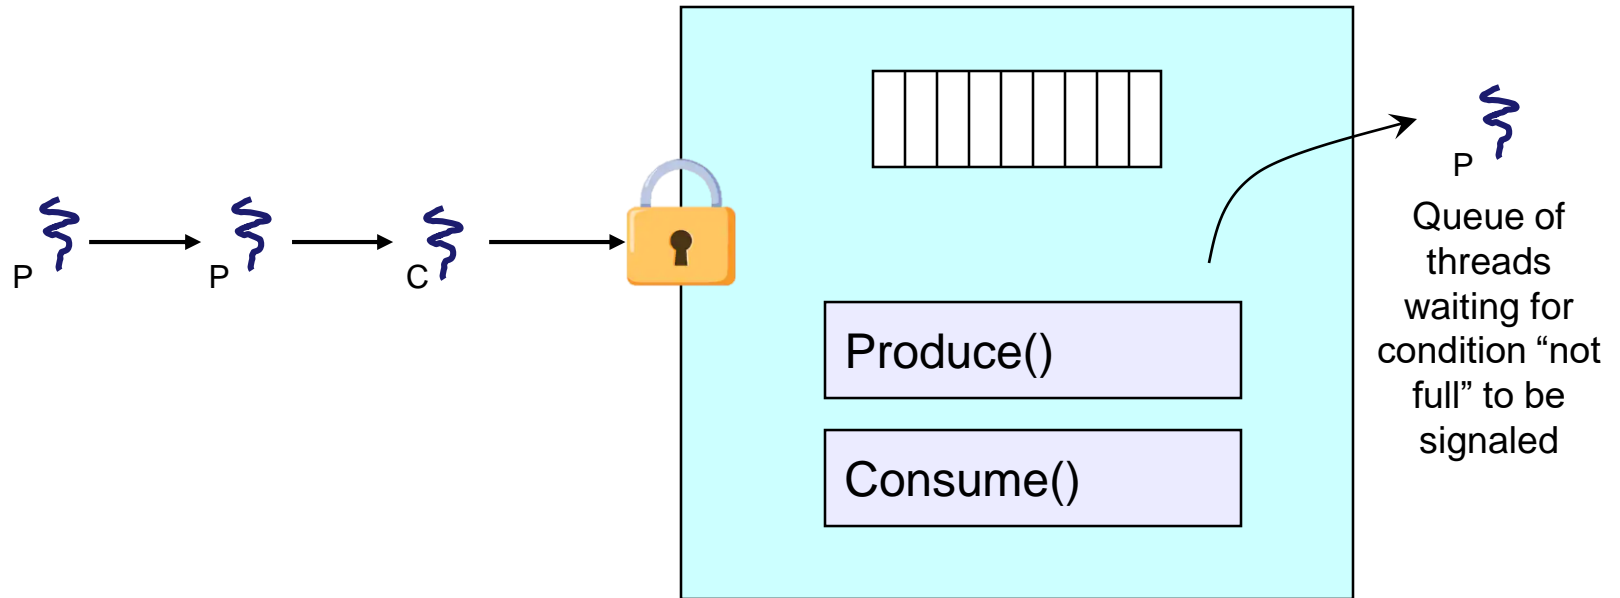 P
P
C
Produce()
Consume()
P
Queue of
threads
waiting for
condition “not
full” to be
signaled